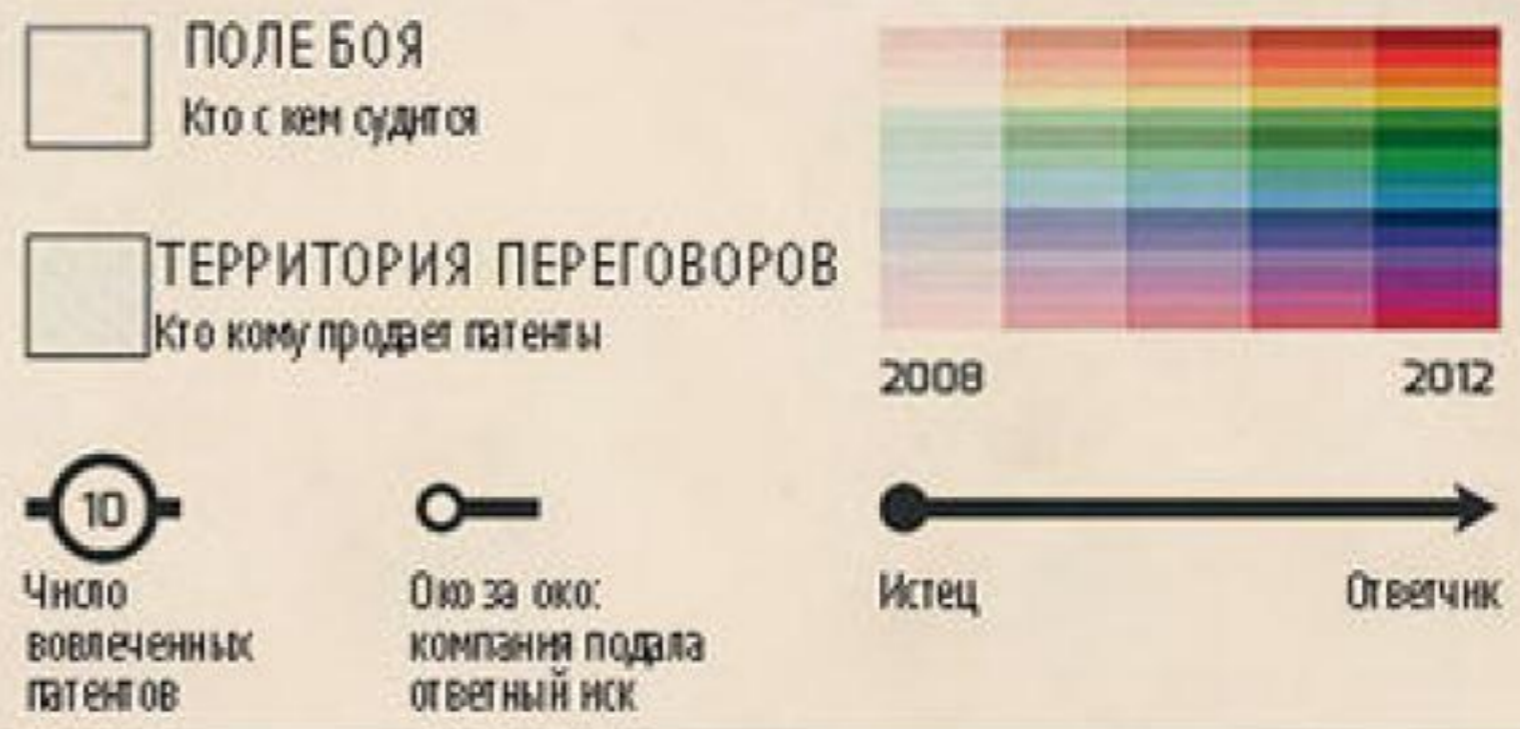 ПОЛЕ БОЯ
Кто с кем судится
ТЕРРИТОРИЯ ПЕРЕГОВОРОВ
Кто кому продает патенты
2008 2012
10
Число
вовлеченных
патентов
Око за око:
компания подала
ответный иск
Истец Ответчик